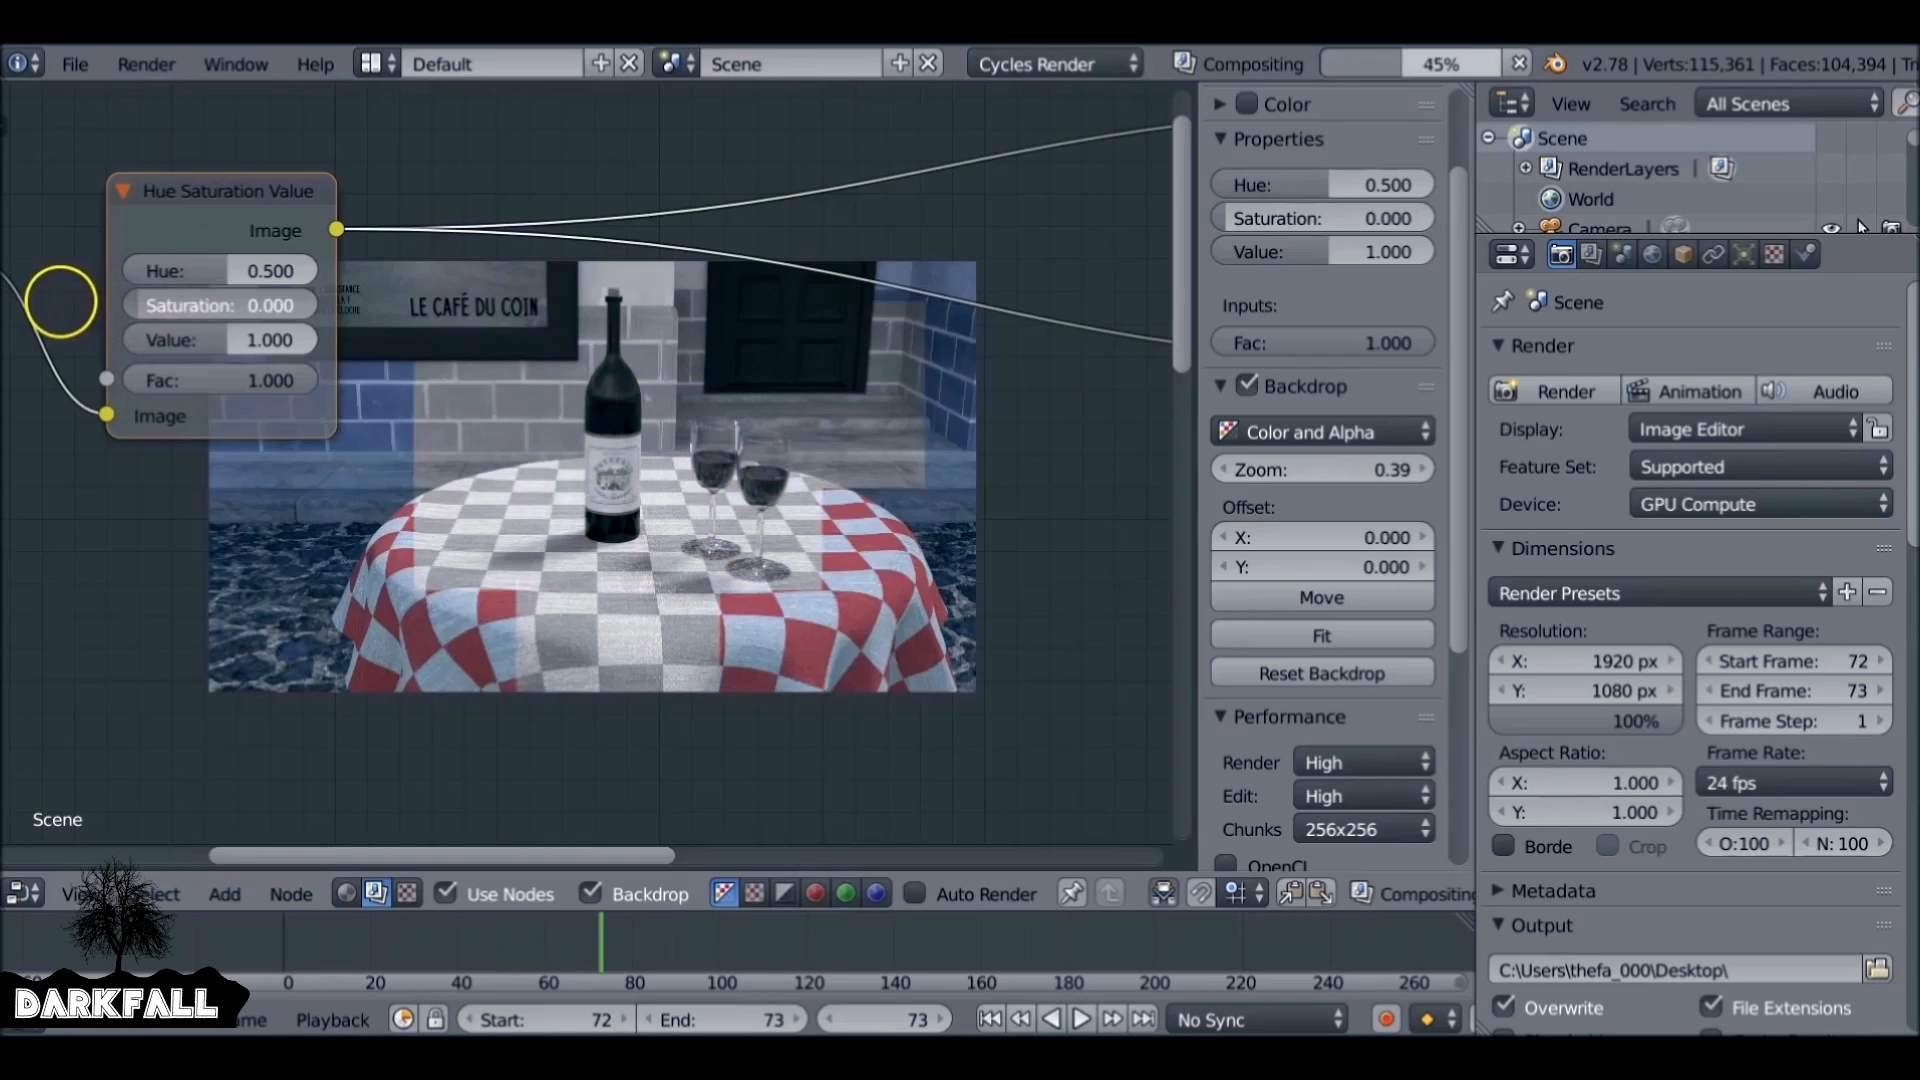 File Render Window Help Default Scene Cycles Render Compositing 45% v2.78 | Verts:115,361 | Faces:104,394 | Tr
Color
View Search All Scenes
Properties
Scene
Hue: 0.500
RenderLayers
Saturation: 0.000
World
Value: 1.000
Camera
Hue Saturation Value
Image
Hue: 0.500
Saturation: 0.000
Value: 1.000
Fac: 1.000
Image
LE CAFÉ DU COIN
Inputs:
Fac: 1.000
Backdrop
Color and Alpha
Zoom: 0.39
Offset:
X: 0.000
Y: 0.000
Move
Fit
Reset Backdrop
Performance
Render High
Edit: High
Chunks 256x256
OpenCL
Scene
Render
Render Animation Audio
Display: Image Editor
Feature Set: Supported
Device: GPU Compute
Dimensions
Render Presets
Resolution: Frame Range:
X: 1920 px Start Frame: 72
Y: 1080 px End Frame: 73
100% Frame Step: 1
Aspect Ratio: Frame Rate:
X: 1.000 24 fps
Y: 1.000 Time Remapping:
Borde Crop O:100 N: 100
Metadata
Output
C:\Users\thefa_000\Desktop\
Overwrite File Extensions
Scene
Add Node Use Nodes Backdrop Auto Render Compositing
0 20 40 60 80 100 120 140 160 180 200 220 240 260
DARKFALL
me Playback Start: 72 End: 73 73 No Sync